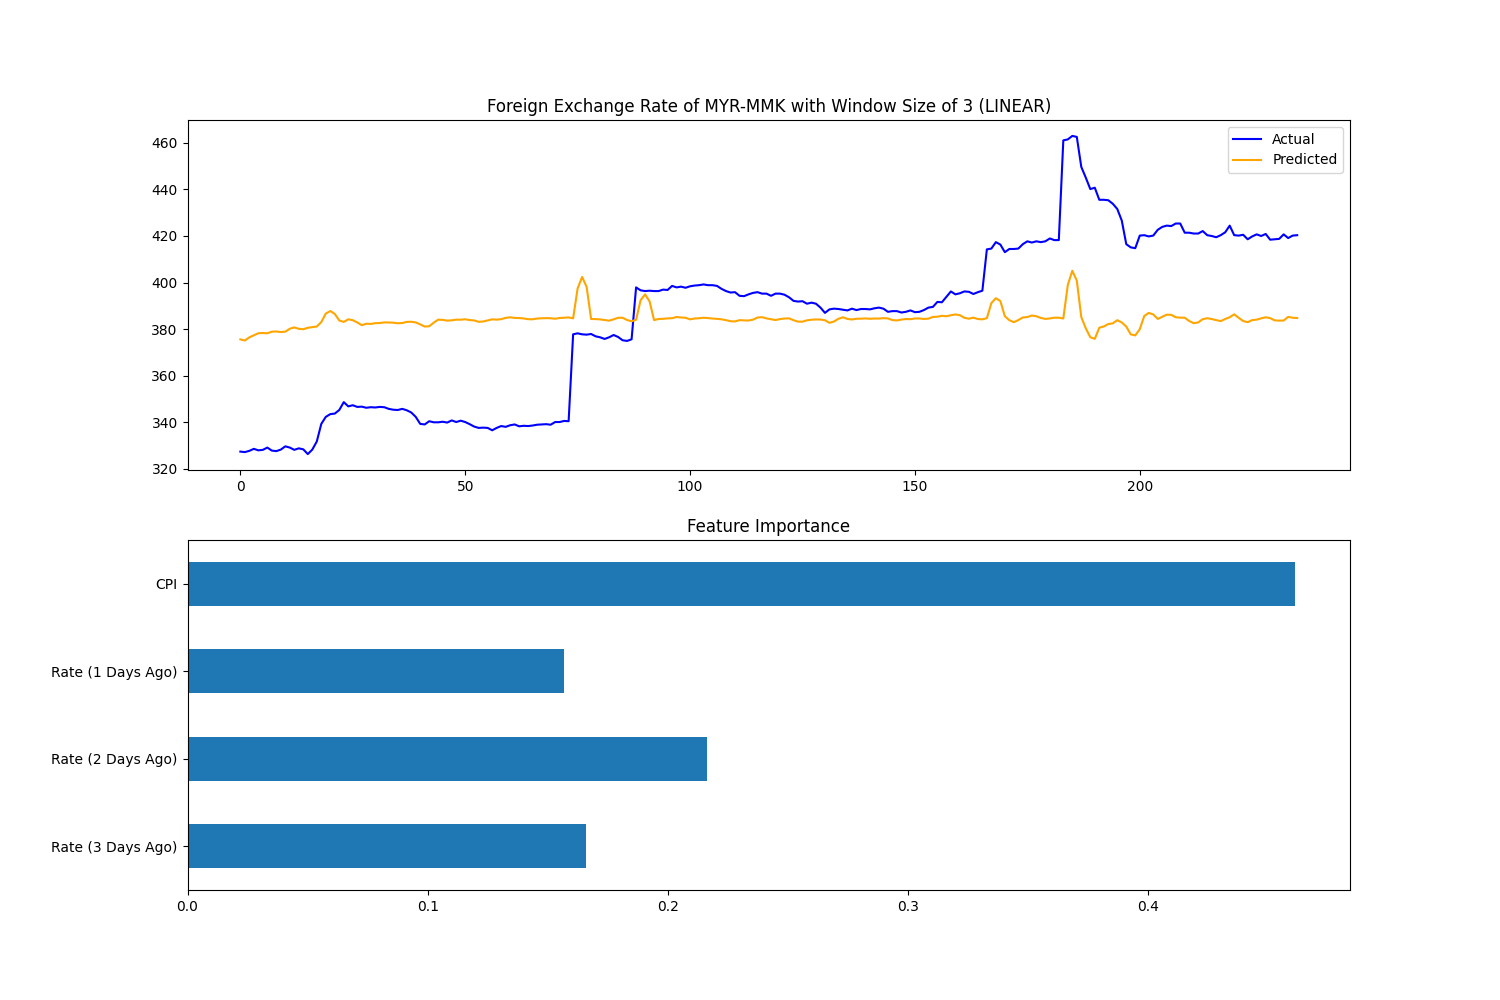 Foreign Exchange Rate of MYR-MMK with Window Size of 3 (LINEAR)
460
440
420
400
380
360
340
320
Actual
Predicted
0
50
100
150
200
Feature Importance
CPI
Rate (1 Days Ago)
Rate (2 Days Ago)
Rate (3 Days Ago)
0.0
0.1
0.2
0.3
0.4